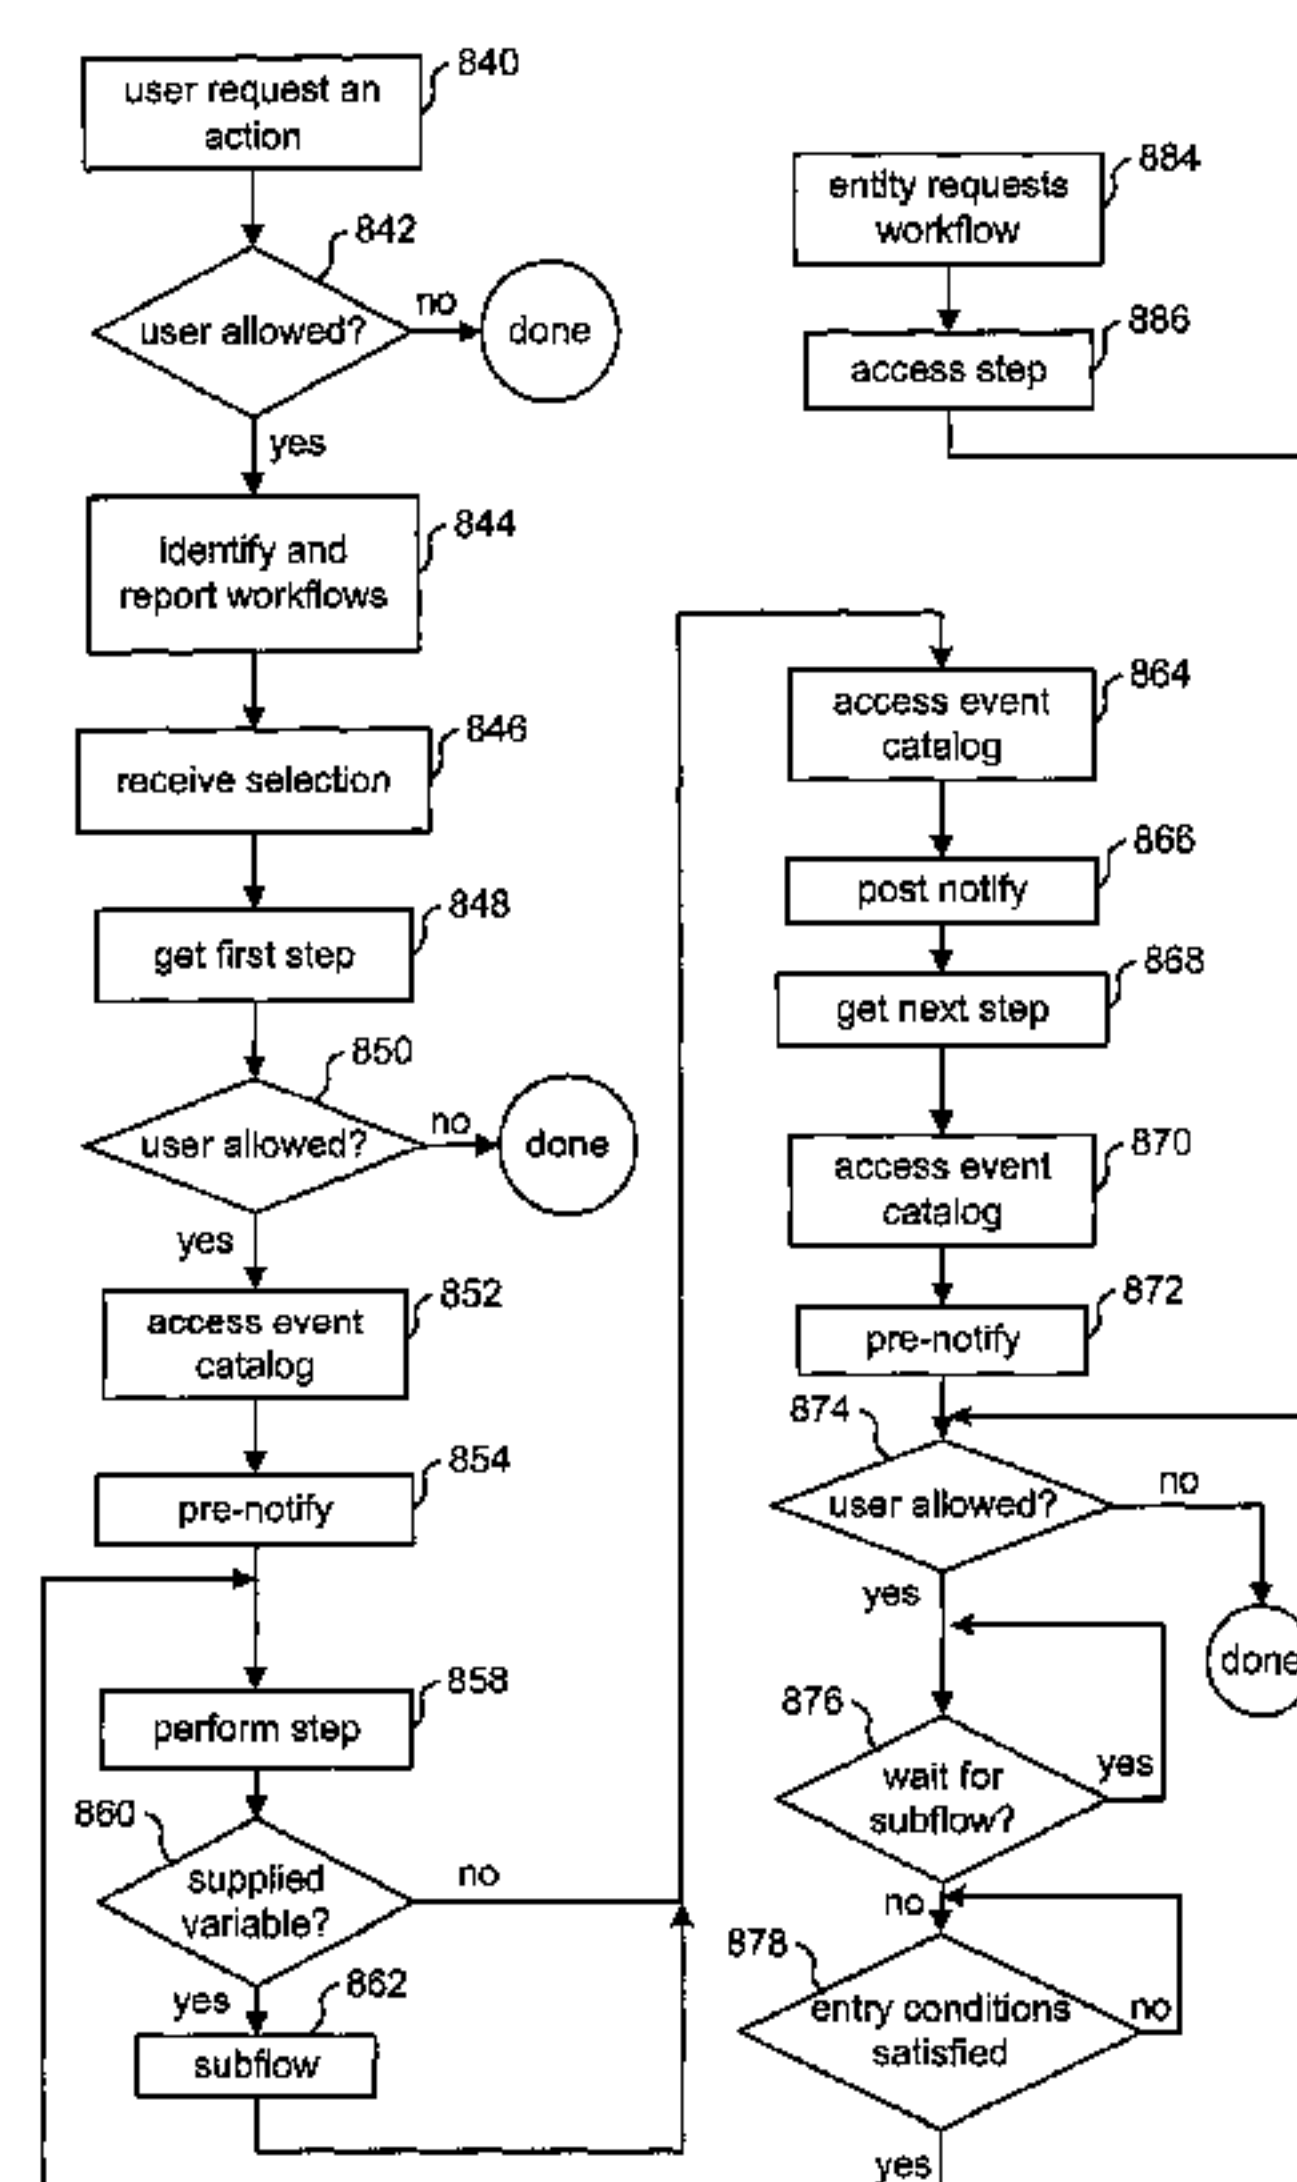 840
user request an
action
842
user allowed?
no
done
yes
844
identify and
report workflows
846
receive selection
848
get first step
850
user allowed?
no
done
yes
852
access event
catalog
854
pre-notify
858
perform step
860
supplied
variable?
no
yes
862
subflow
884
entity requests
workflow
886
access step
864
access event
catalog
866
post notify
868
get next step
870
access event
catalog
872
pre-notify
874
user allowed?
no
done
yes
876
wait for
subflow?
yes
no
878
entry conditions
satisfied
no
yes